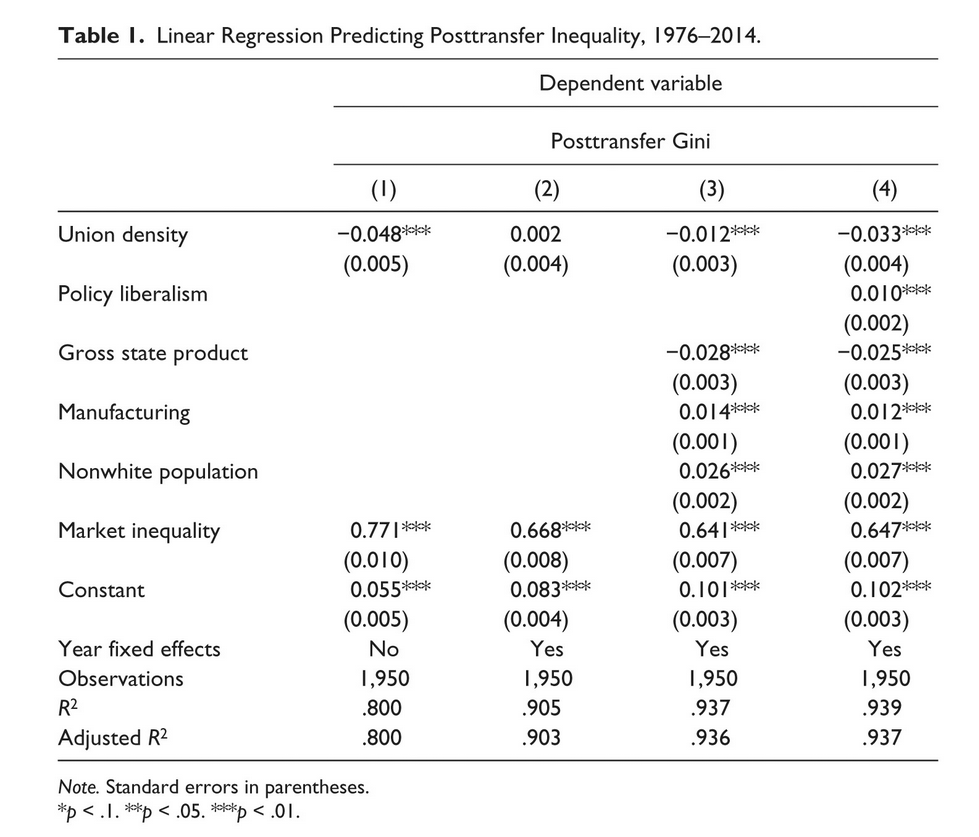 Table 1. Linear Regression Predicting Posttransfer Inequality, 1976–2014.
Dependent variable
Posttransfer Gini
(1) (2) (3) (4)
Union density −0.048*** 0.002 −0.012*** −0.033***
(0.005) (0.004) (0.003) (0.004)
Policy liberalism 0.010***
(0.002)
Gross state product −0.028*** −0.025***
(0.003) (0.003)
Manufacturing 0.014*** 0.012***
(0.001) (0.001)
Nonwhite population 0.026*** 0.027***
(0.002) (0.002)
Market inequality 0.771*** 0.668*** 0.641*** 0.647***
(0.010) (0.008) (0.007) (0.007)
Constant 0.055*** 0.083*** 0.101*** 0.102***
(0.005) (0.004) (0.003) (0.003)
Year fixed effects No Yes Yes Yes
Observations 1,950 1,950 1,950 1,950
R² .800 .905 .937 .939
Adjusted R² .800 .903 .936 .937
Note. Standard errors in parentheses.
*p < .1. **p < .05. ***p < .01.